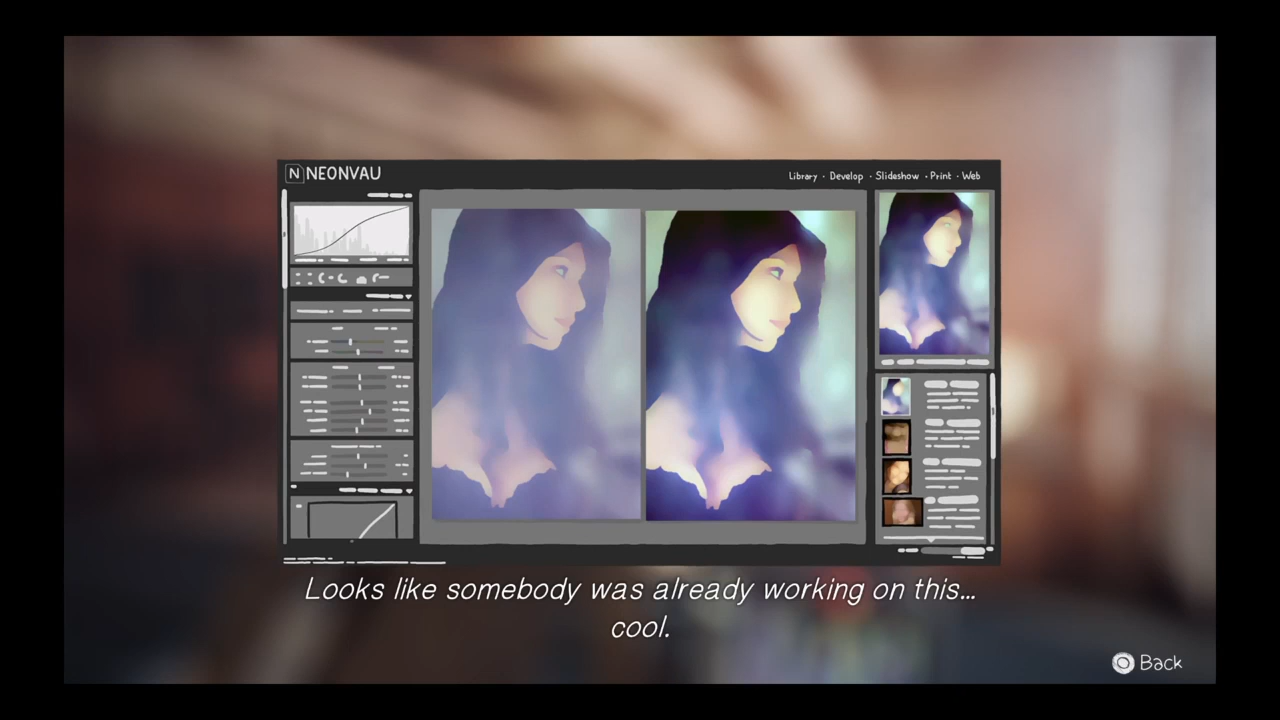 N NEONVAU
Library · Develop · Slideshow · Print · Web
Looks like somebody was already working on this...
cool.
Back